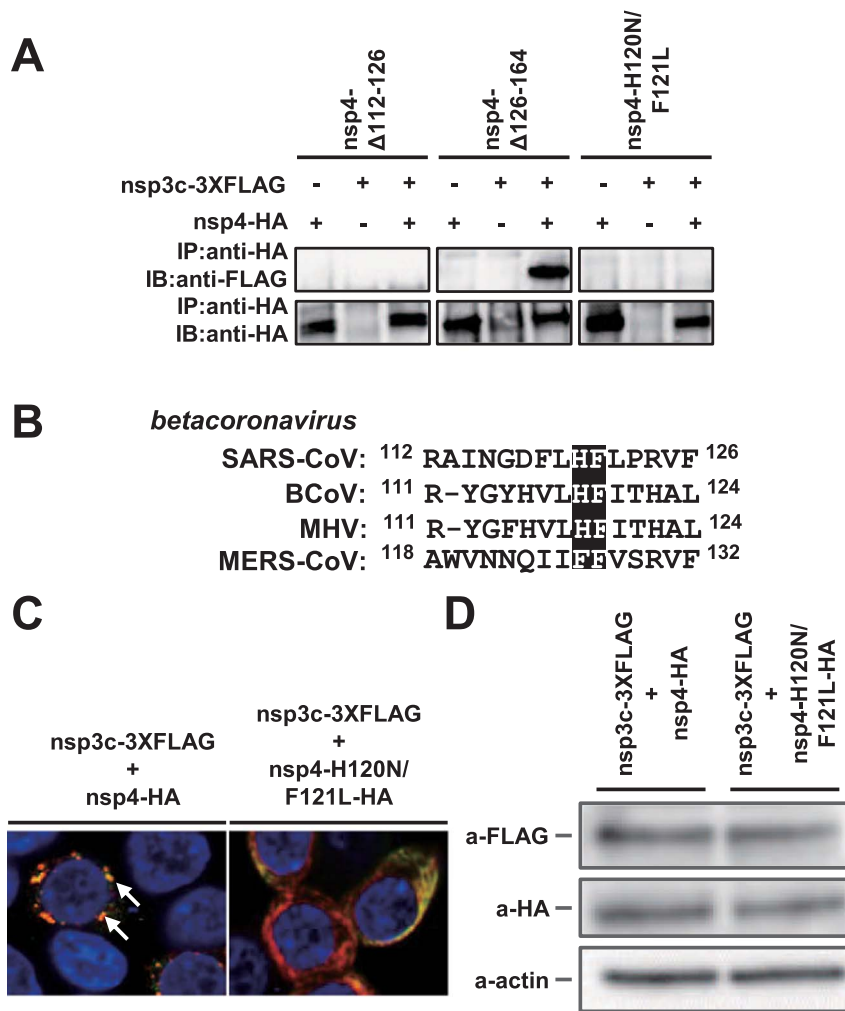 A
nsp4-
Δ112-126
nsp4-
Δ126-164
nsp4-H120N/
F121L
nsp3c-3XFLAG - + + - + + - + +
nsp4-HA + - + + - + + - +
IP:anti-HA
IB:anti-FLAG
IP:anti-HA
IB:anti-HA
B
betacoronavirus
SARS-CoV: 112 RAINGDFLHFLPRVF 126
BCoV: 111 R-YGYHVLHFITHAL 124
MHV: 111 R-YGFHVLHFITHAL 124
MERS-CoV: 118 AWVNNQIIFEVSRVF 132
C
nsp3c-3XFLAG
+
nsp4-HA
nsp3c-3XFLAG
+
nsp4-H120N/
F121L-HA
D
nsp3c-3XFLAG
+
nsp4-HA
nsp3c-3XFLAG
+
nsp4-H120N/
F121L-HA
a-FLAG
a-HA
a-actin